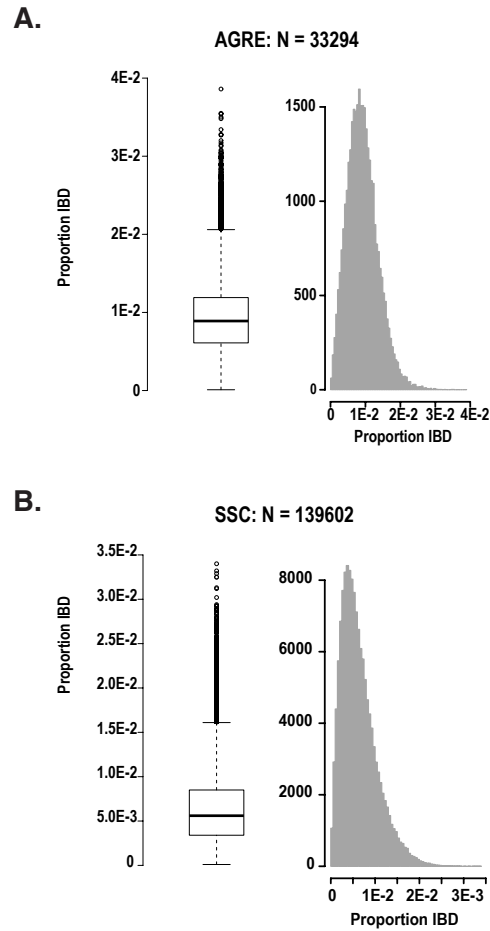 A.
AGRE: N = 33294
4E-2
3E-2
2E-2
1E-2
0
Proportion IBD
1500
1000
500
0
0 1E-2 2E-2 3E-2 4E-2
Proportion IBD
B.
SSC: N = 139602
3.5E-2
3.0E-2
2.5E-2
2.0E-2
1.5E-2
1.0E-2
5.0E-3
0
Proportion IBD
8000
6000
4000
2000
0
0 1E-2 2E-2 3E-3
Proportion IBD